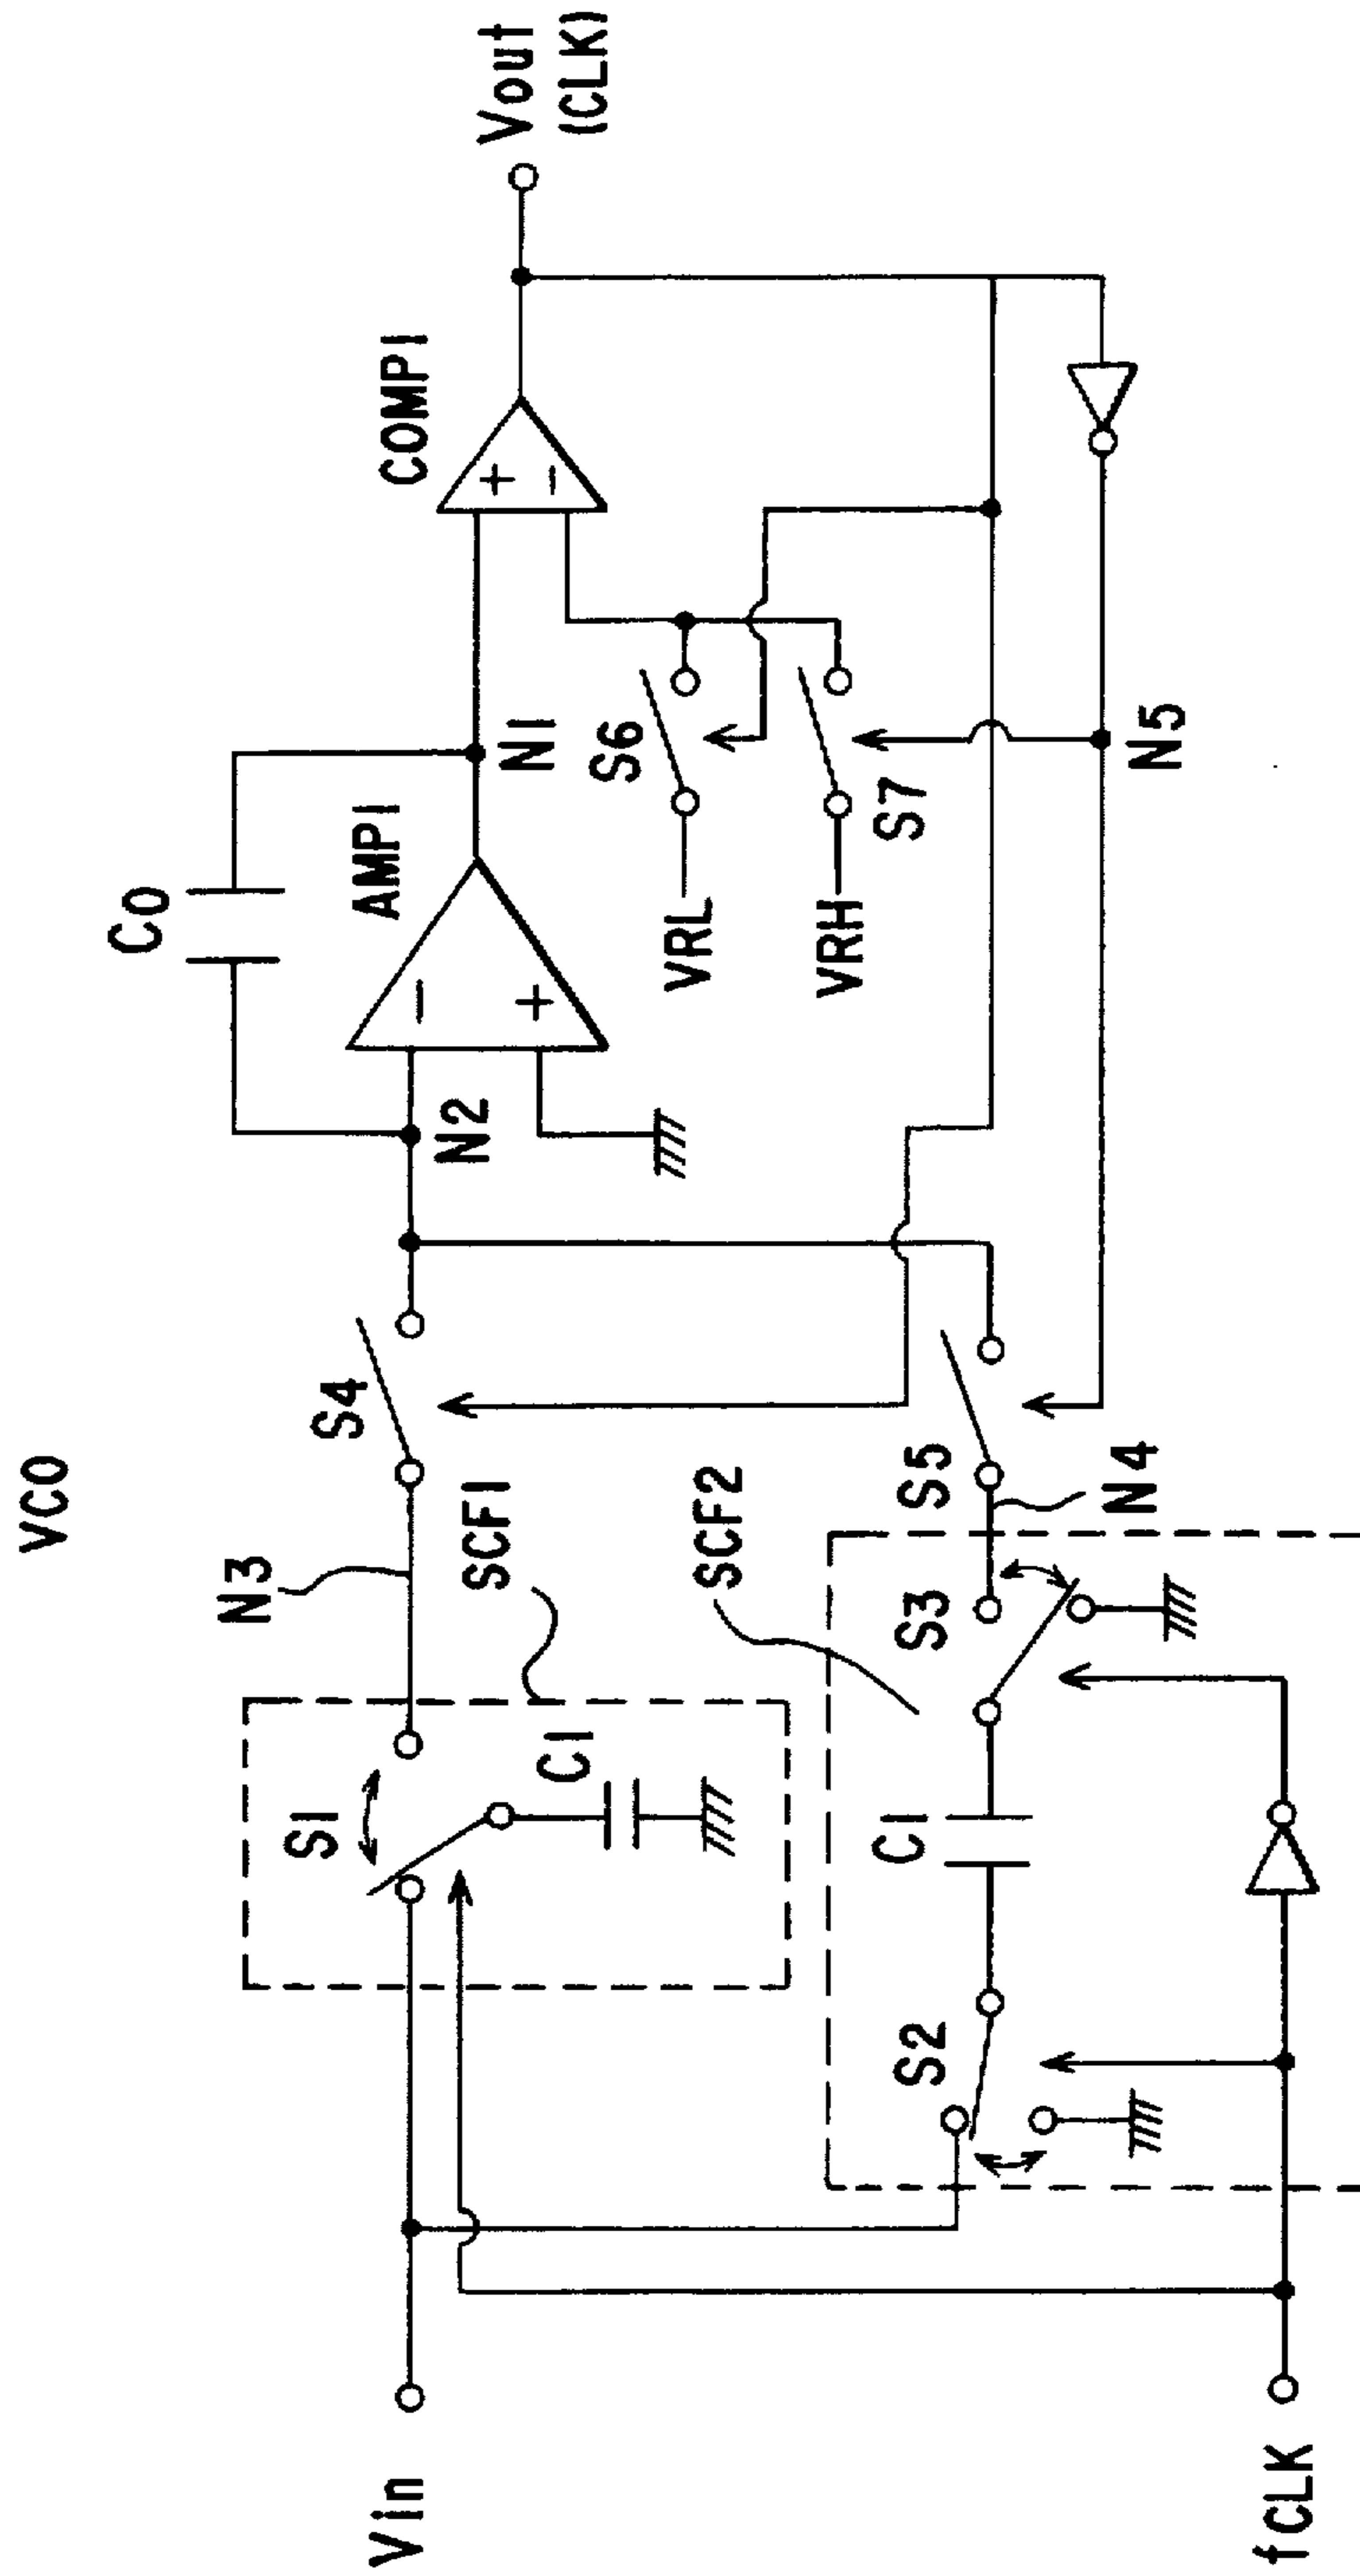 VCO
Vin
fCLK
S1
C1
SCF1
N3
S4
S2
C1
S3
SCF2
S5
N4
N2
C0
AMP1
−
+
N1
VRL
S6
VRH
S7
N5
COMP1
+
−
Vout
(CLK)